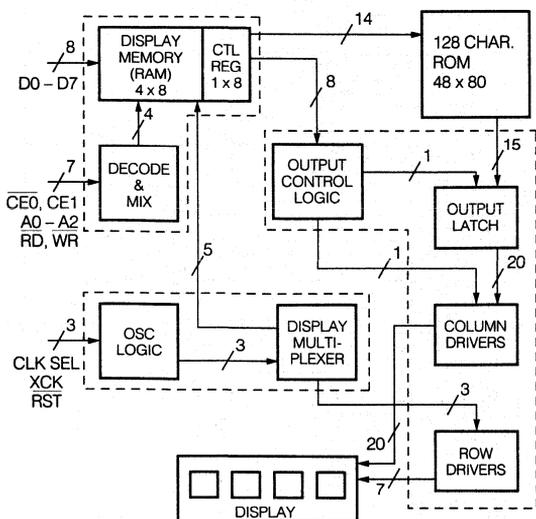 DISPLAY
MEMORY
(RAM)
4 x 8
CTL
REG
1 x 8
14
128 CHAR.
ROM
48 x 80
8
D0 – D7
8
4
7
CE0, CE1
A0 – A2
RD, WR
DECODE
&
MIX
OUTPUT
CONTROL
LOGIC
1
15
OUTPUT
LATCH
5
1
20
3
CLK SEL
XCK
RST
OSC
LOGIC
3
DISPLAY
MULTI-
PLEXER
COLUMN
DRIVERS
3
20
7
ROW
DRIVERS
DISPLAY